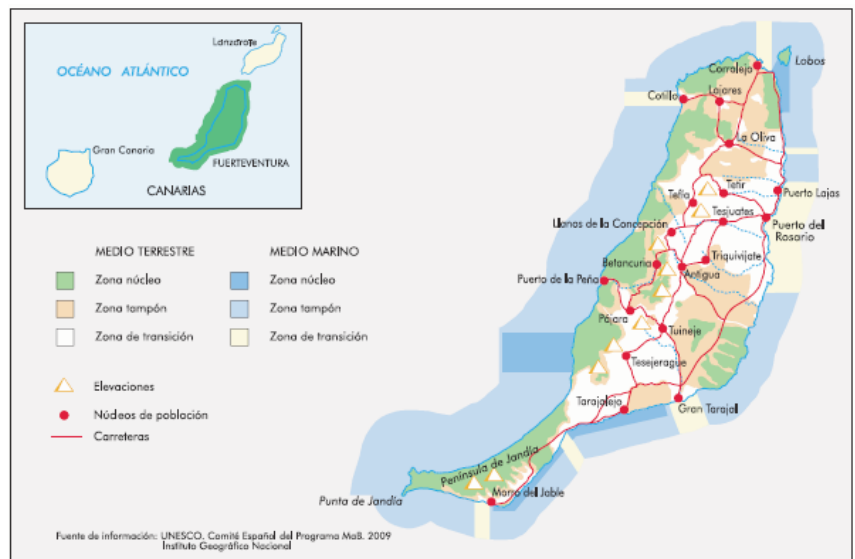 Lanzarote
OCÉANO ATLÁNTICO
Gran Canaria
FUERTEVENTURA
CANARIAS
MEDIO TERRESTRE
Zona núcleo
Zona tampón
Zona de transición
MEDIO MARINO
Zona núcleo
Zona tampón
Zona de transición
Elevaciones
Núcleos de población
Carreteras
Corralejo
Lobos
Cotillo
Lajares
La Oliva
Tetir
Tefía
Puerto Lajas
Tesjuates
Llanos de la Concepción
Puerto del
Rosario
Betancuria
Triquivijate
Antigua
Puerto de la Peña
Pájara
Tuineje
Tesejerague
Tarajalejo
Gran Tarajal
Península de Jandía
Punta de Jandía
Morro del Jable
Fuente de información: UNESCO. Comité Español del Programa MaB. 2009
Instituto Geográfico Nacional